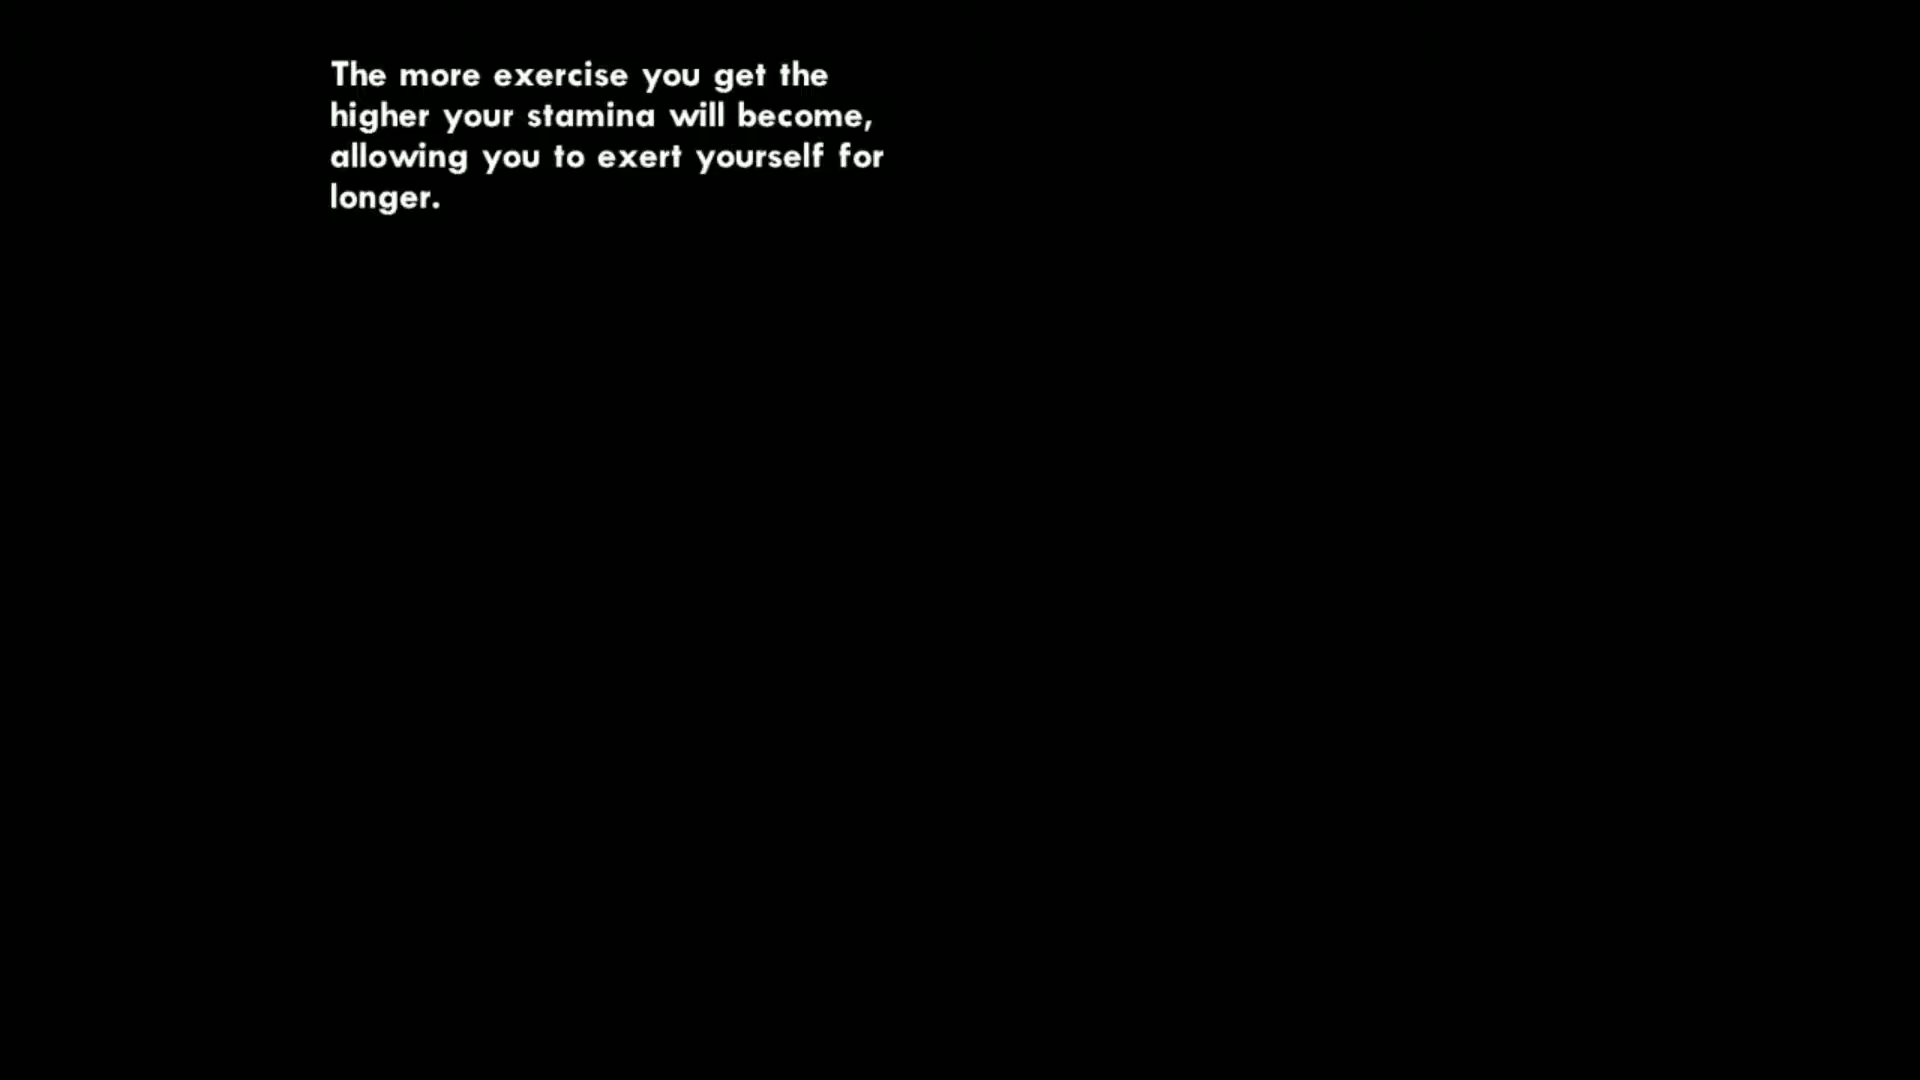 The more exercise you get the
higher your stamina will become,
allowing you to exert yourself for
longer.